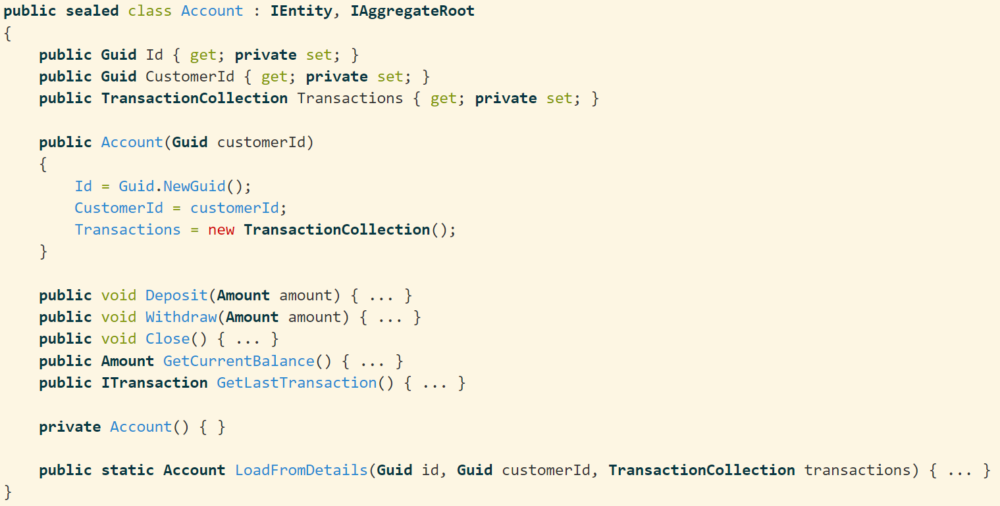 public sealed class Account : IEntity, IAggregateRoot
{
    public Guid Id { get; private set; }
    public Guid CustomerId { get; private set; }
    public TransactionCollection Transactions { get; private set; }

    public Account(Guid customerId)
    {
        Id = Guid.NewGuid();
        CustomerId = customerId;
        Transactions = new TransactionCollection();
    }

    public void Deposit(Amount amount) { ... }
    public void Withdraw(Amount amount) { ... }
    public void Close() { ... }
    public Amount GetCurrentBalance() { ... }
    public ITransaction GetLastTransaction() { ... }

    private Account() { }

    public static Account LoadFromDetails(Guid id, Guid customerId, TransactionCollection transactions) { ... }
}